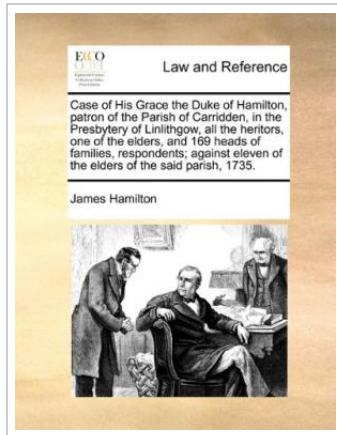 ECCO
Law and Reference
Case of His Grace the Duke of Hamilton,
patron of the Parish of Carridden, in the
Presbytery of Linlithgow, all the heritors,
one of the elders, and 169 heads of
families, respondents; against eleven of
the elders of the said parish, 1735.
James Hamilton